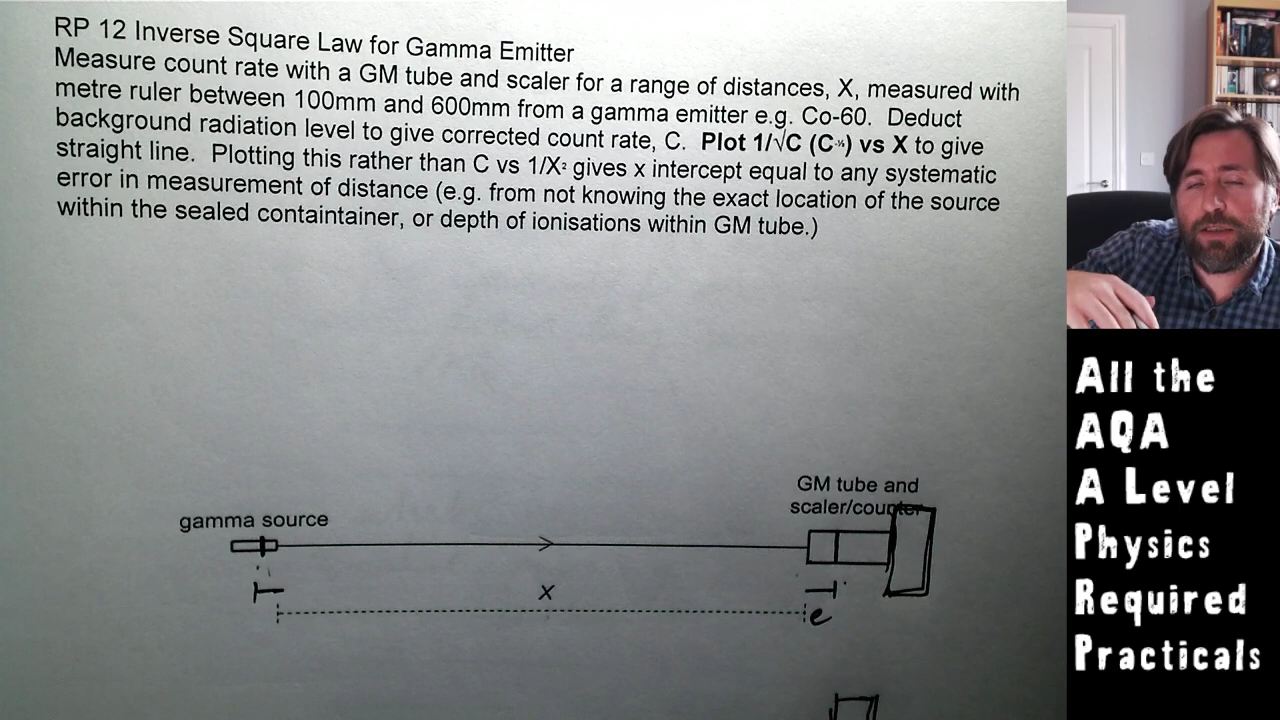 RP 12 Inverse Square Law for Gamma Emitter
Measure count rate with a GM tube and scaler for a range of distances, X, measured with
metre ruler between 100mm and 600mm from a gamma emitter e.g. Co-60. Deduct
background radiation level to give corrected count rate, C. Plot 1/√C (C⁻½) vs X to give
straight line. Plotting this rather than C vs 1/X² gives x intercept equal to any systematic
error in measurement of distance (e.g. from not knowing the exact location of the source
within the sealed containtainer, or depth of ionisations within GM tube.)
GM tube and
scaler/counter
gamma source
x
e
All the
AQA
A Level
Physics
Required
Practicals